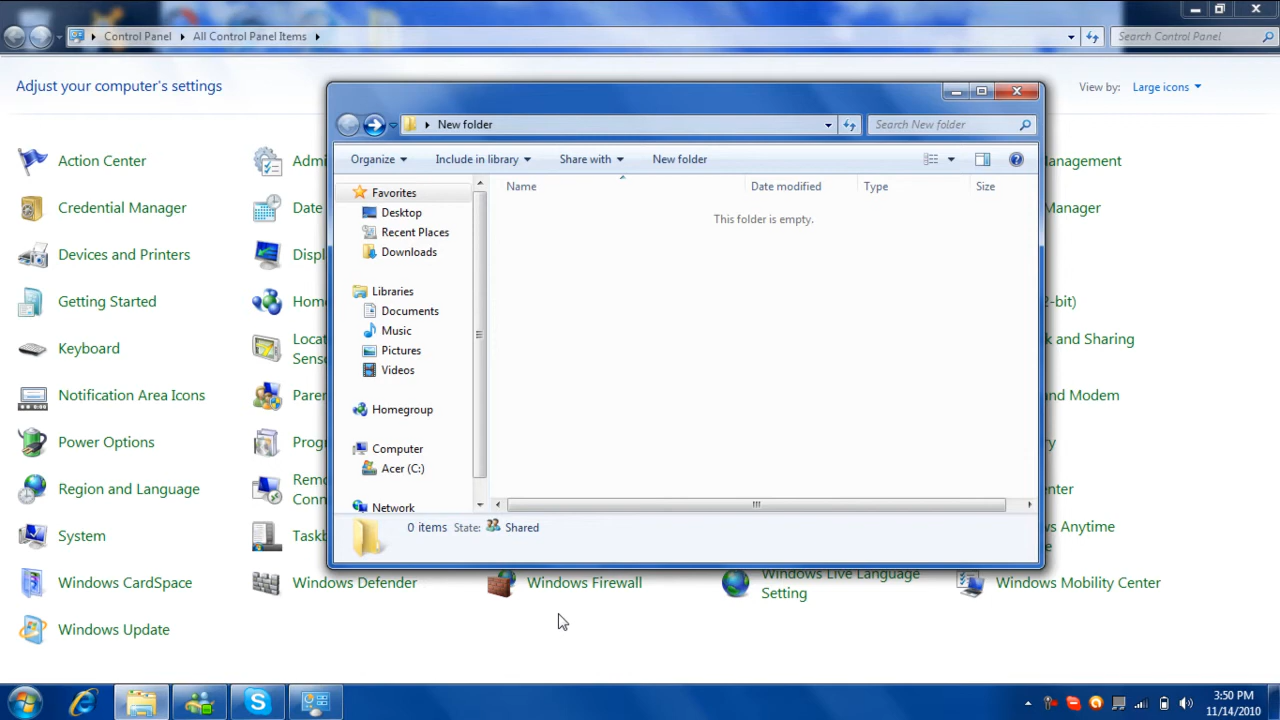 Control Panel
All Control Panel Items
Search Control Panel
Adjust your computer's settings
View by:
Large icons
New folder
Search New folder
Organize
Include in library
Share with
New folder
Name
Date modified
Type
Size
This folder is empty.
Favorites
Desktop
Recent Places
Downloads
Libraries
Documents
Music
Pictures
Videos
Homegroup
Computer
Acer (C:)
Network
0 items State: Shared
Action Center
Credential Manager
Date
Devices and Printers
Getting Started
Keyboard
Notification Area Icons
Power Options
Region and Language
System
Windows CardSpace
Windows Defender
Windows Firewall
Windows Live Language
Setting
Windows Mobility Center
Windows Update
Management
Manager
-bit)
k and Sharing
and Modem
enter
ws Anytime
3:50 PM
11/14/2010